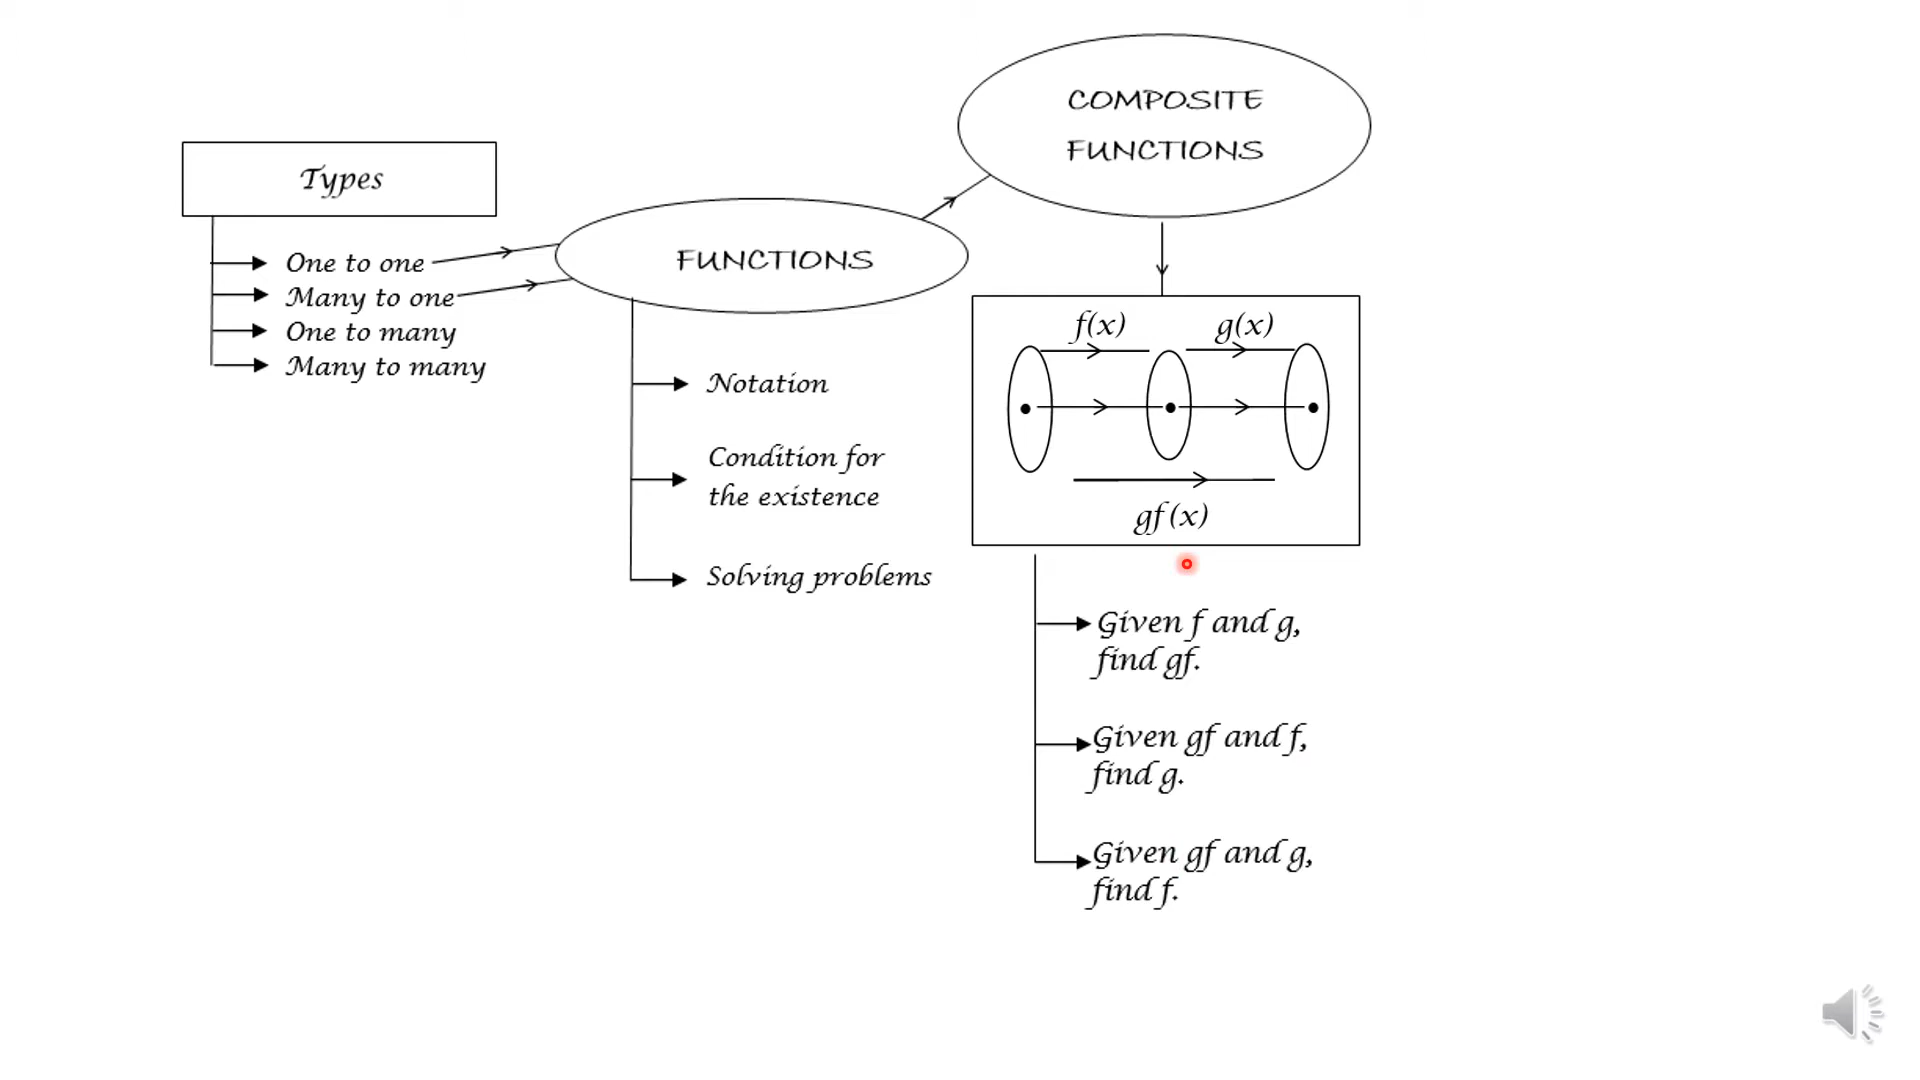 Types
One to one
Many to one
One to many
Many to many
FUNCTIONS
Notation
Condition for
the existence
Solving problems
COMPOSITE
FUNCTIONS
f(x) g(x)
gf(x)
Given f and g,
find gf.
Given gf and f,
find g.
Given gf and g,
find f.